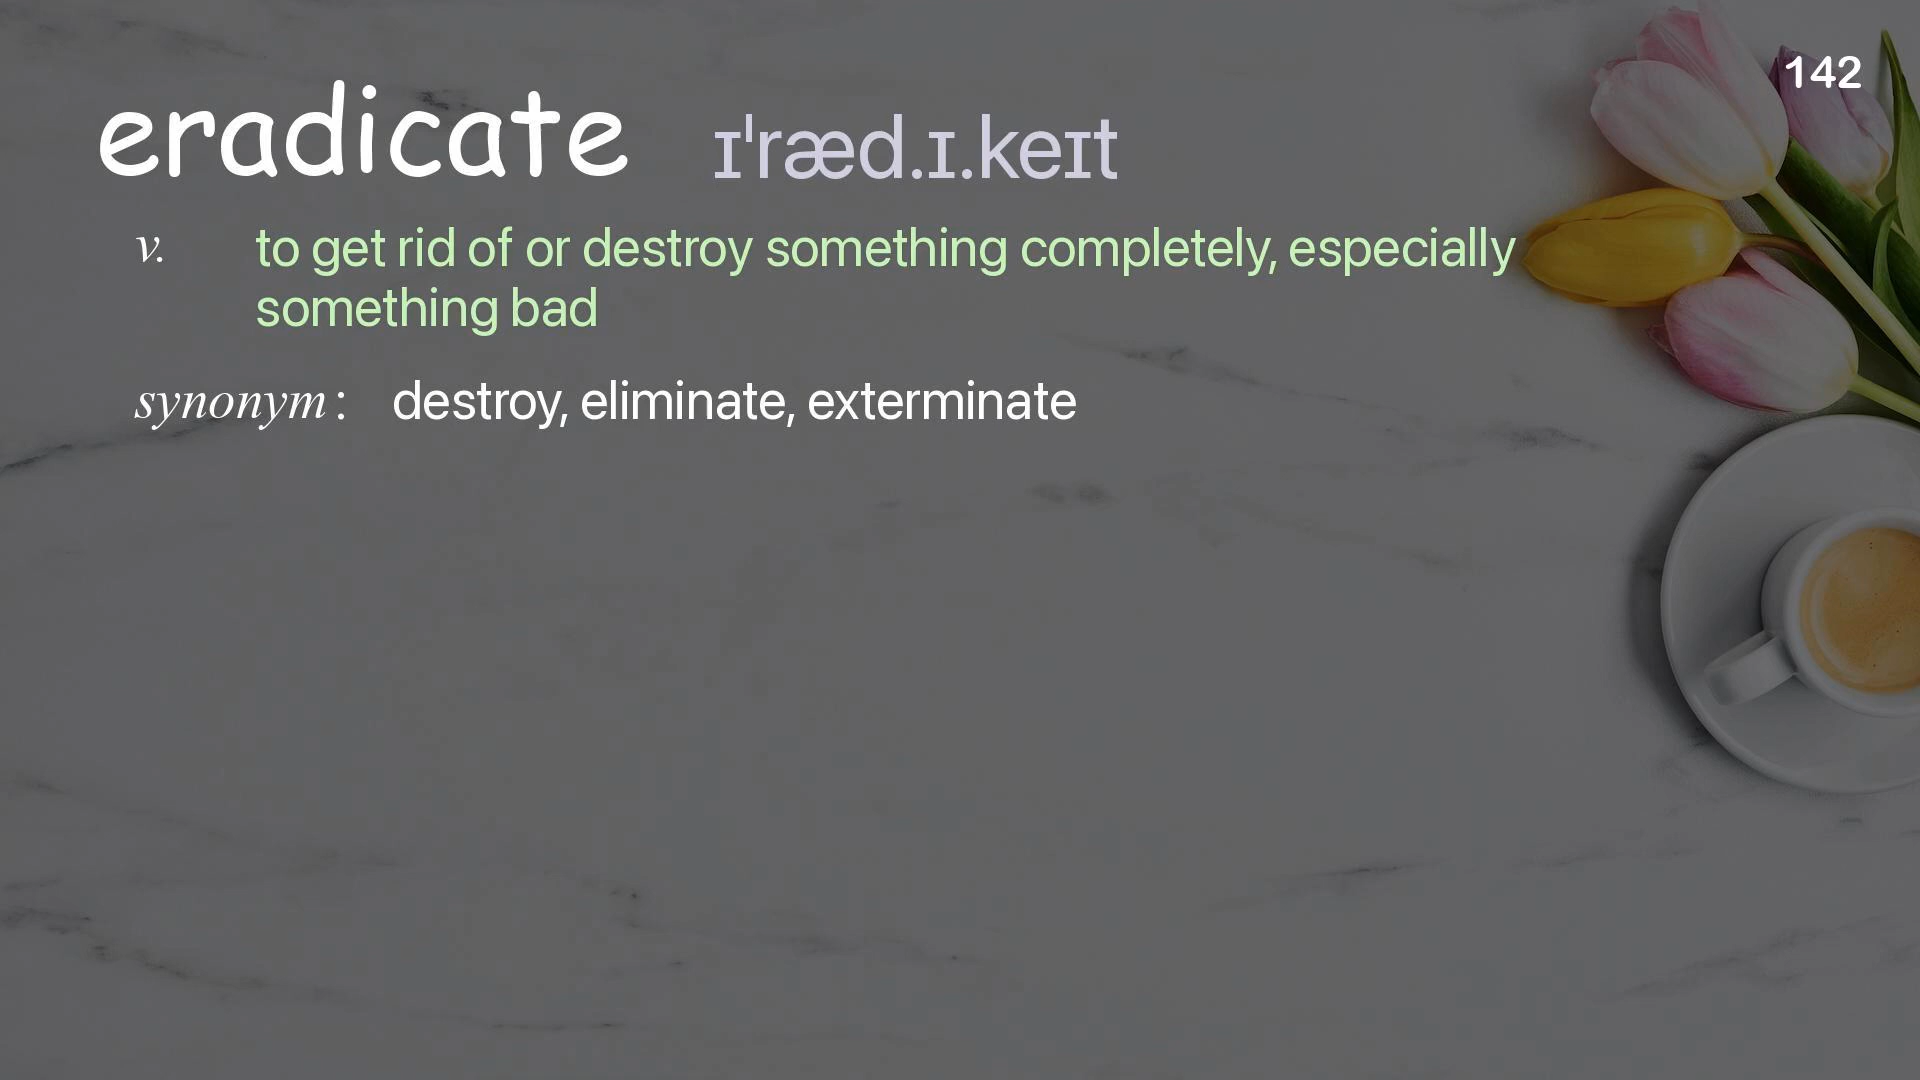 142
eradicate ɪˈræd.ɪ.keɪt
v. to get rid of or destroy something completely, especially
something bad
synonym : destroy, eliminate, exterminate